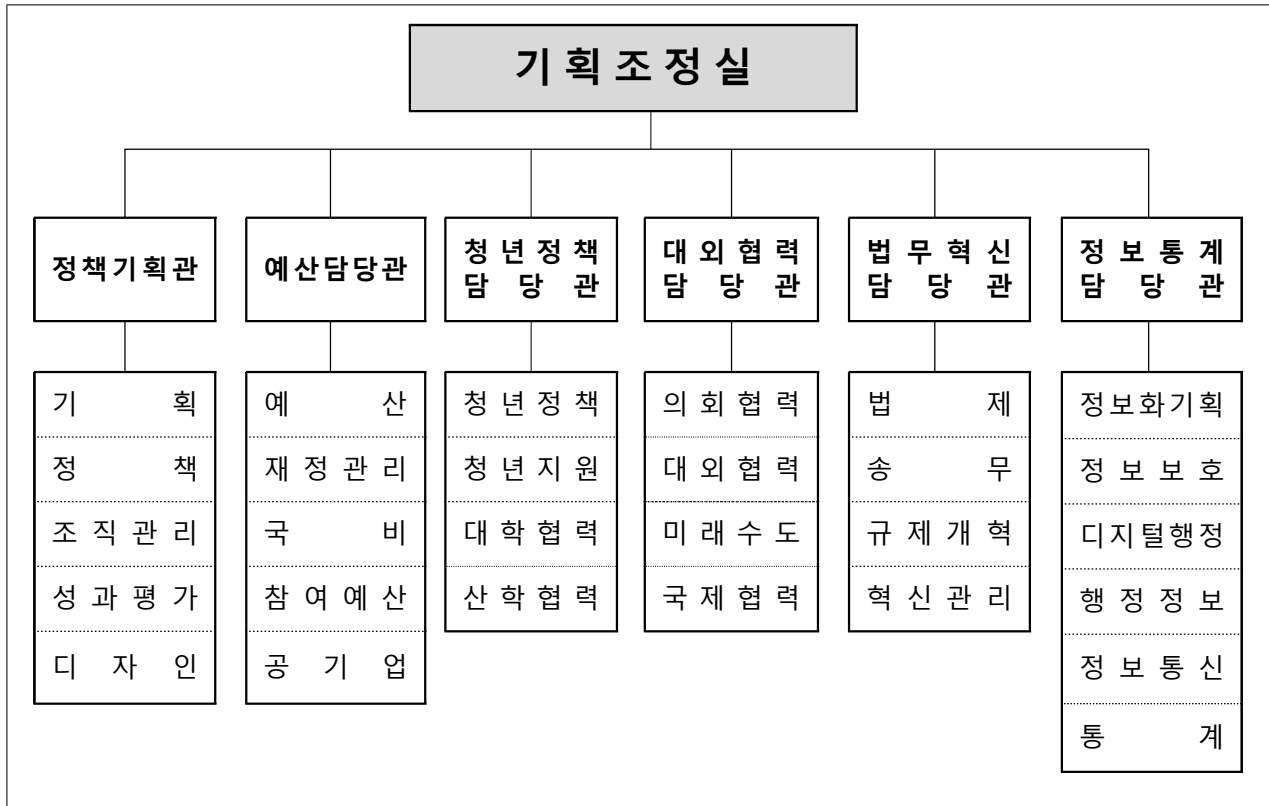 기획조정실
정책기획관
예산담당관
청년정책
담당관
대외협력
담당관
법무혁신
담당관
정보통계
담당관
기획
정책
조직관리
성과평가
디자인
예산
재정관리
국비
참여예산
공기업
청년정책
청년지원
대학협력
산학협력
의회협력
대외협력
미래수도
국제협력
법제
송무
규제개혁
혁신관리
정보화기획
정보보호
디지털행정
행정정보
정보통신
통계